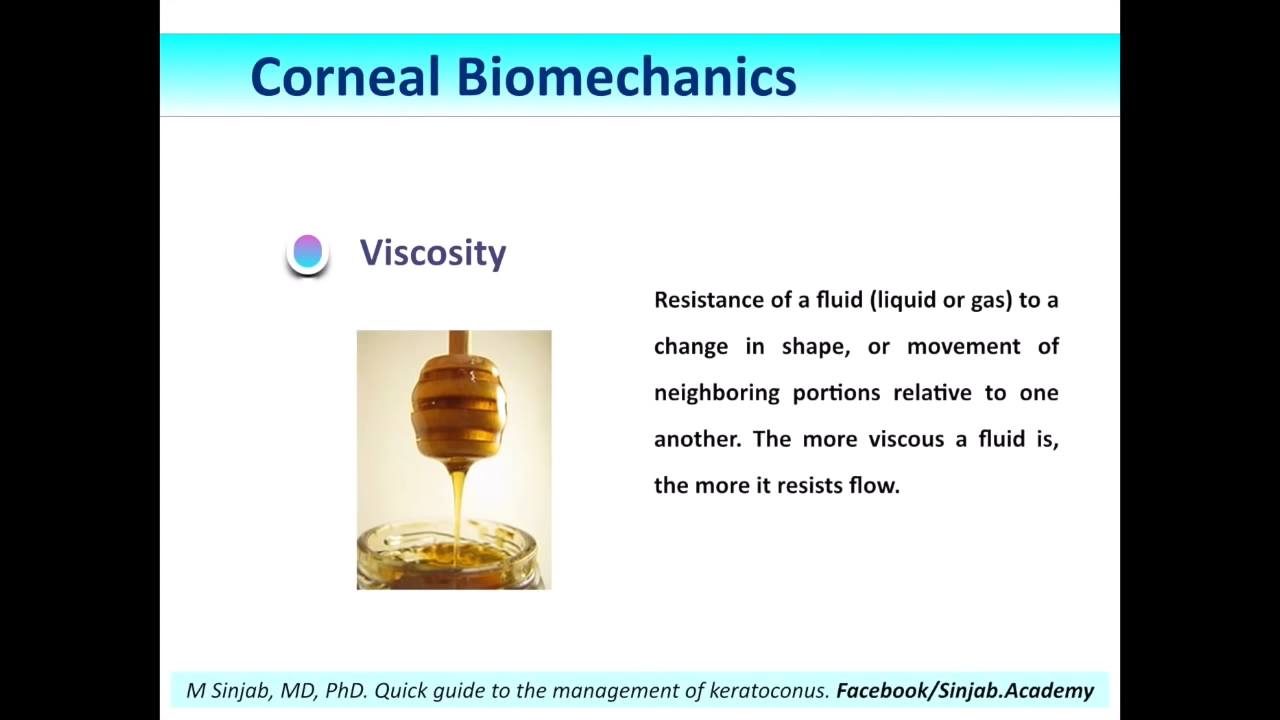 Corneal Biomechanics
Viscosity
Resistance of a fluid (liquid or gas) to a
change in shape, or movement of
neighboring portions relative to one
another. The more viscous a fluid is,
the more it resists flow.
M Sinjab, MD, PhD. Quick guide to the management of keratoconus. Facebook/Sinjab.Academy